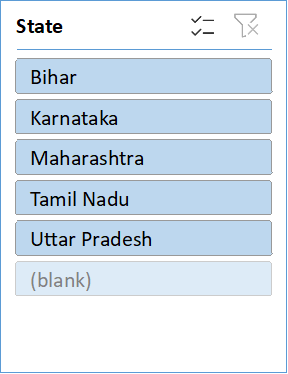 State
Bihar
Karnataka
Maharashtra
Tamil Nadu
Uttar Pradesh
(blank)